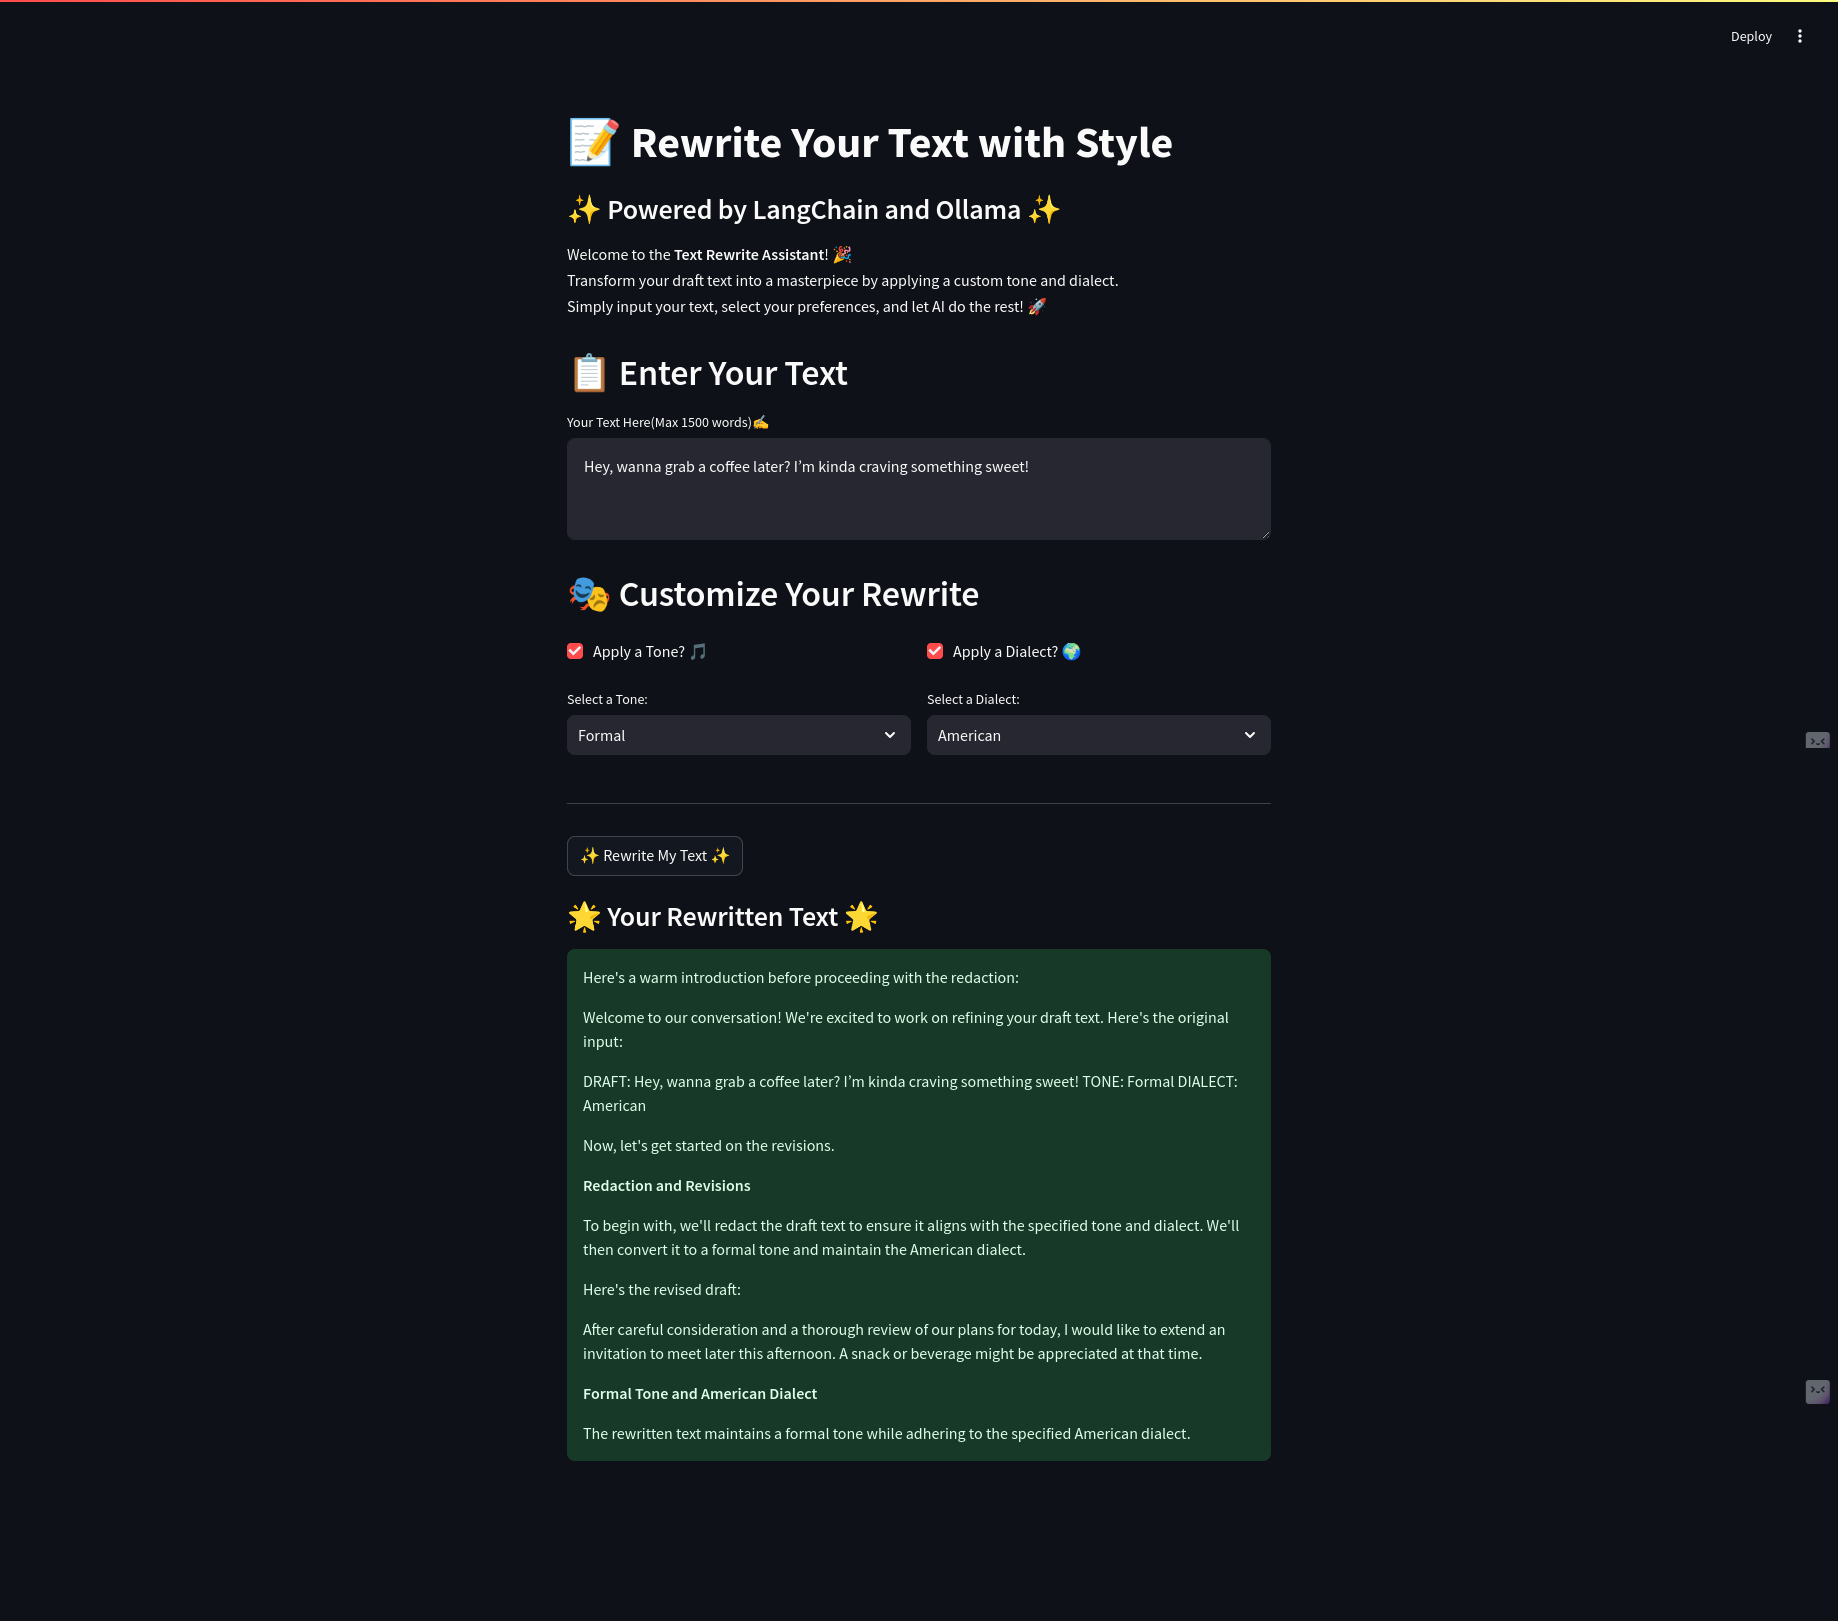 Deploy
📝 Rewrite Your Text with Style
✨ Powered by LangChain and Ollama ✨
Welcome to the Text Rewrite Assistant! 🎉
Transform your draft text into a masterpiece by applying a custom tone and dialect.
Simply input your text, select your preferences, and let AI do the rest! 🚀
📋 Enter Your Text
Your Text Here(Max 1500 words)✍️
Hey, wanna grab a coffee later? I’m kinda craving something sweet!
🎭 Customize Your Rewrite
Apply a Tone? 🎵
Apply a Dialect? 🌍
Select a Tone:
Select a Dialect:
Formal
American
✨ Rewrite My Text ✨
🌟 Your Rewritten Text 🌟
Here's a warm introduction before proceeding with the redaction:
Welcome to our conversation! We're excited to work on refining your draft text. Here's the original
input:
DRAFT: Hey, wanna grab a coffee later? I’m kinda craving something sweet! TONE: Formal DIALECT:
American
Now, let's get started on the revisions.
Redaction and Revisions
To begin with, we'll redact the draft text to ensure it aligns with the specified tone and dialect. We'll
then convert it to a formal tone and maintain the American dialect.
Here's the revised draft:
After careful consideration and a thorough review of our plans for today, I would like to extend an
invitation to meet later this afternoon. A snack or beverage might be appreciated at that time.
Formal Tone and American Dialect
The rewritten text maintains a formal tone while adhering to the specified American dialect.